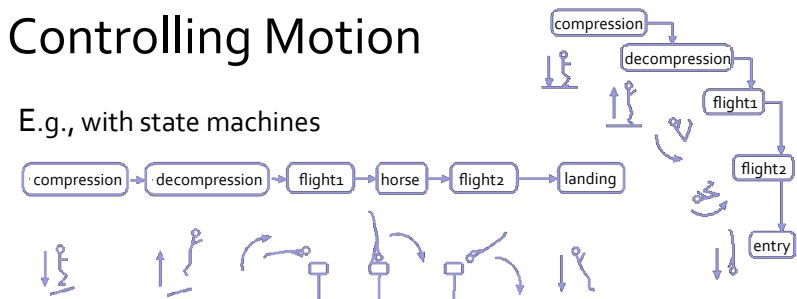 Controlling Motion
E.g., with state machines
compression decompression flight1 horse flight2 landing
compression
decompression
flight1
flight2
entry